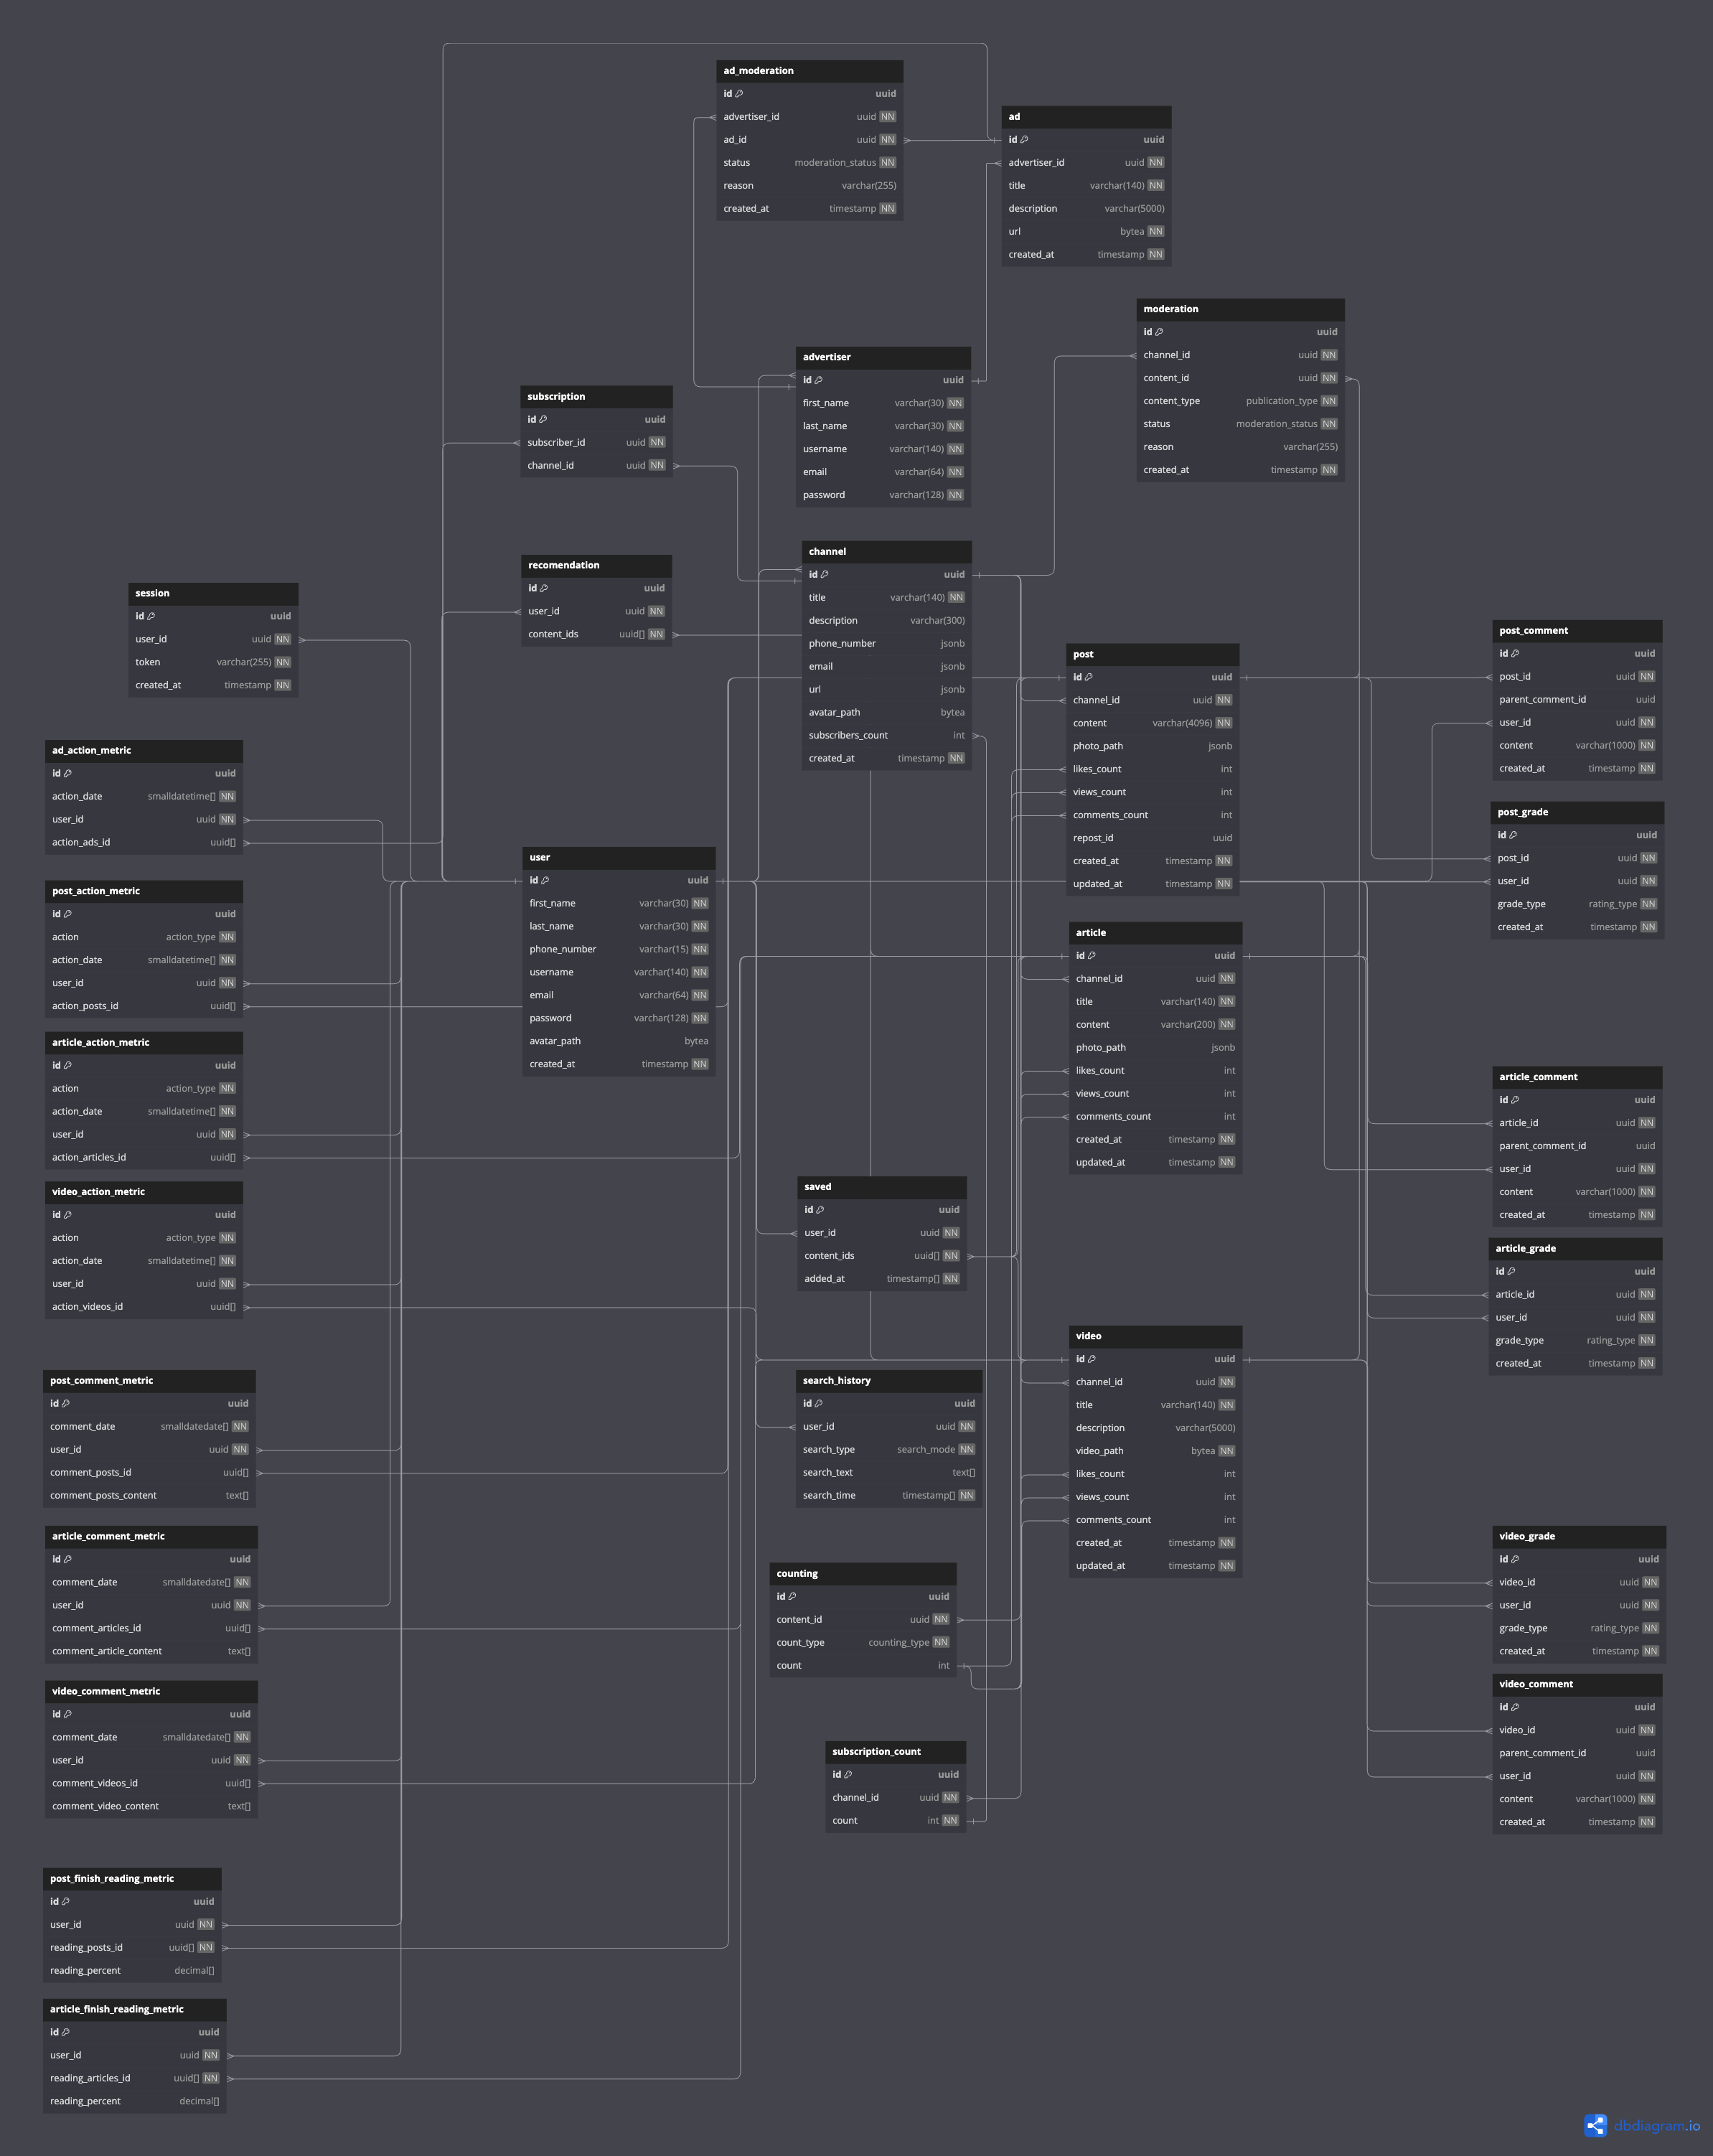 ad_moderation
id uuid
advertiser_id uuid NN
ad_id uuid NN
status moderation_status NN
reason varchar(255)
created_at timestamp NN
ad
id uuid
advertiser_id uuid NN
title varchar(140) NN
description varchar(5000)
url bytea NN
created_at timestamp NN
moderation
id uuid
channel_id uuid NN
content_id uuid NN
content_type publication_type NN
status moderation_status NN
reason varchar(255)
created_at timestamp NN
advertiser
id uuid
first_name varchar(30) NN
last_name varchar(30) NN
username varchar(140) NN
email varchar(64) NN
password varchar(128) NN
subscription
id uuid
subscriber_id uuid NN
channel_id uuid NN
channel
id uuid
title varchar(140) NN
description varchar(300)
phone_number jsonb
email jsonb
url jsonb
avatar_path bytea
subscribers_count int
created_at timestamp NN
recomendation
id uuid
user_id uuid NN
content_ids uuid[] NN
session
id uuid
user_id uuid NN
token varchar(255) NN
created_at timestamp NN
post
id uuid
channel_id uuid NN
content varchar(4096) NN
photo_path jsonb
likes_count int
views_count int
comments_count int
repost_id uuid
created_at timestamp NN
updated_at timestamp NN
post_comment
id uuid
post_id uuid NN
parent_comment_id uuid
user_id uuid NN
content varchar(1000) NN
created_at timestamp NN
ad_action_metric
id uuid
action_date smalldatetime[] NN
user_id uuid NN
action_ads_id uuid[]
post_grade
id uuid
post_id uuid NN
user_id uuid NN
grade_type rating_type NN
created_at timestamp NN
user
id uuid
first_name varchar(30) NN
last_name varchar(30) NN
phone_number varchar(15) NN
username varchar(140) NN
email varchar(64) NN
password varchar(128) NN
avatar_path bytea
created_at timestamp NN
post_action_metric
id uuid
action action_type NN
action_date smalldatetime[] NN
user_id uuid NN
action_posts_id uuid[]
article
id uuid
channel_id uuid NN
title varchar(140) NN
content varchar(200) NN
photo_path jsonb
likes_count int
views_count int
comments_count int
created_at timestamp NN
updated_at timestamp NN
article_action_metric
id uuid
action action_type NN
action_date smalldatetime[] NN
user_id uuid NN
action_articles_id uuid[]
article_comment
id uuid
article_id uuid NN
parent_comment_id uuid
user_id uuid NN
content varchar(1000) NN
created_at timestamp NN
saved
id uuid
user_id uuid NN
content_ids uuid[] NN
added_at timestamp[] NN
video_action_metric
id uuid
action action_type NN
action_date smalldatetime[] NN
user_id uuid NN
action_videos_id uuid[]
article_grade
id uuid
article_id uuid NN
user_id uuid NN
grade_type rating_type NN
created_at timestamp NN
video
id uuid
channel_id uuid NN
title varchar(140) NN
description varchar(5000)
video_path bytea NN
likes_count int
views_count int
comments_count int
created_at timestamp NN
updated_at timestamp NN
post_comment_metric
id uuid
comment_date smalldatedate[] NN
user_id uuid NN
comment_posts_id uuid[]
comment_posts_content text[]
search_history
id uuid
user_id uuid NN
search_type search_mode NN
search_text text[]
search_time timestamp[] NN
article_comment_metric
id uuid
comment_date smalldatedate[] NN
user_id uuid NN
comment_articles_id uuid[]
comment_article_content text[]
video_grade
id uuid
video_id uuid NN
user_id uuid NN
grade_type rating_type NN
created_at timestamp NN
counting
id uuid
content_id uuid NN
count_type counting_type NN
count int
video_comment_metric
id uuid
comment_date smalldatedate[] NN
user_id uuid NN
comment_videos_id uuid[]
comment_video_content text[]
video_comment
id uuid
video_id uuid NN
parent_comment_id uuid
user_id uuid NN
content varchar(1000) NN
created_at timestamp NN
subscription_count
id uuid
channel_id uuid NN
count int NN
post_finish_reading_metric
id uuid
user_id uuid NN
reading_posts_id uuid[] NN
reading_percent decimal[]
article_finish_reading_metric
id uuid
user_id uuid NN
reading_articles_id uuid[] NN
reading_percent decimal[]
dbdiagram.io